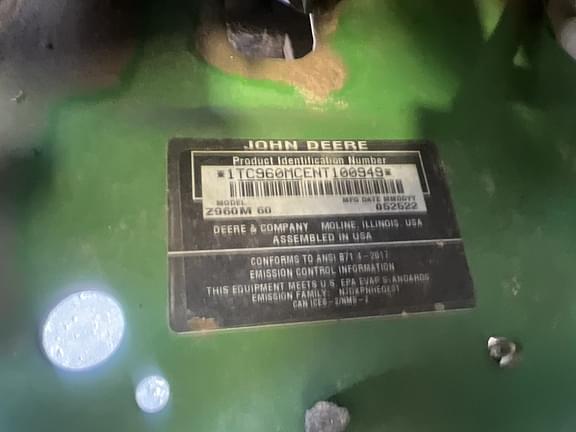 JOHN DEERE
Product Identification Number
*1TC960MCENT100949*
MODEL MFG DATE MMDDYY
Z960M 60 052522
DEERE & COMPANY MOLINE, ILLINOIS, USA
ASSEMBLED IN USA
CONFORMS TO ANSI B71.4-2017
EMISSION CONTROL INFORMATION
THIS EQUIPMENT MEETS U.S. EPA EVAP STANDARDS
EMISSION FAMILY: